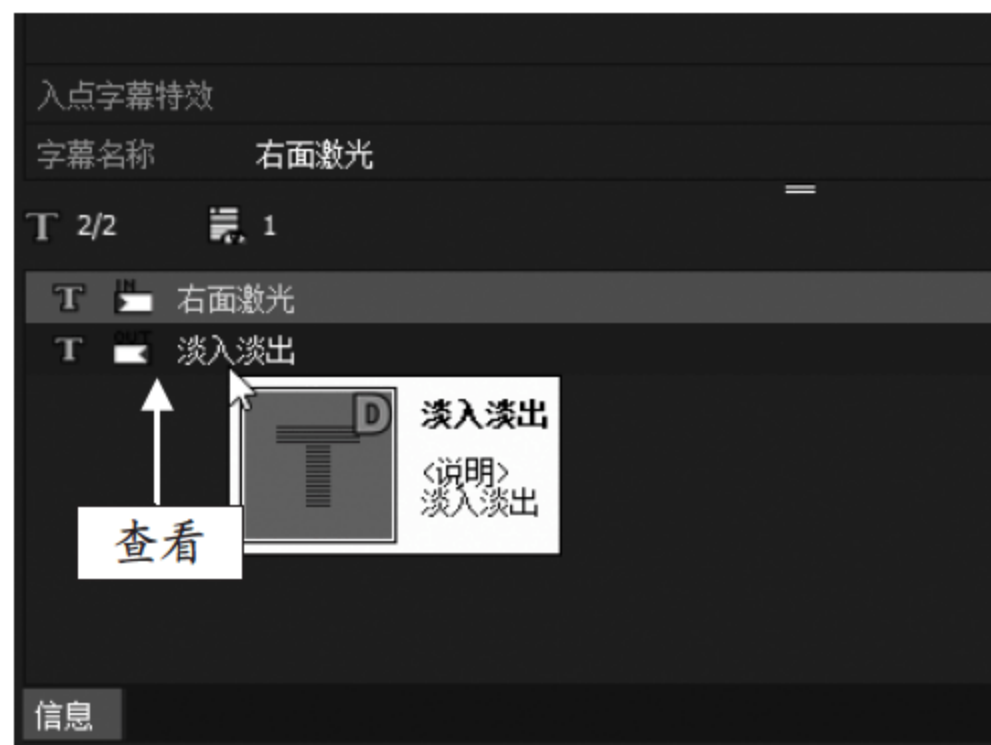 入点字幕特效
字幕名称 右面激光
T 2/2 1
T IN 右面激光
T OUT 淡入淡出
D
T
淡入淡出
<说明>
淡入淡出
查看
信息